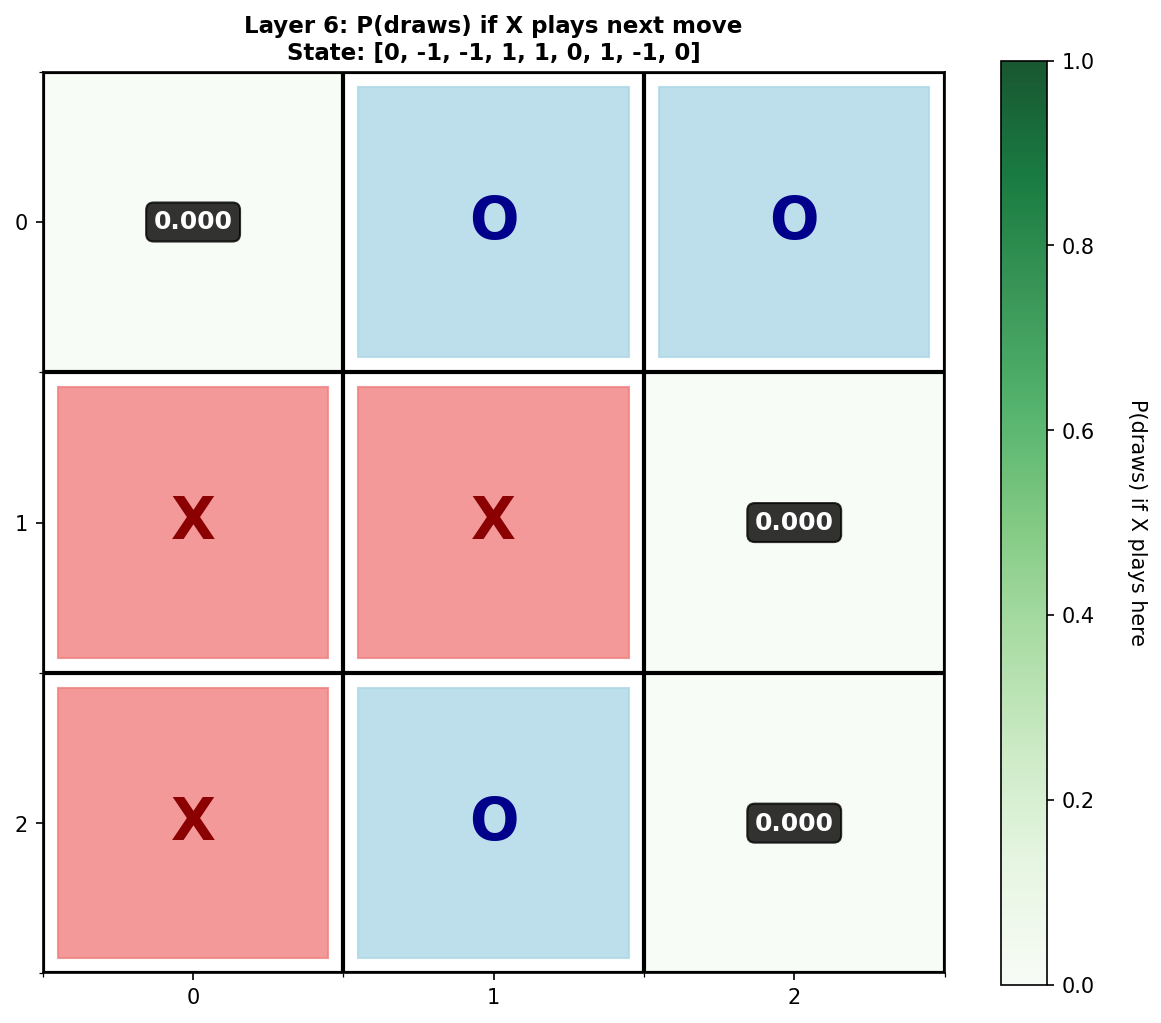 Layer 6: P(draws) if X plays next move
State: [0, -1, -1, 1, 1, 0, 1, -1, 0]
0
0.000
O
O
1
X
X
0.000
2
X
O
0.000
0
1
2
1.0
0.8
0.6
0.4
0.2
0.0
P(draws) if X plays here